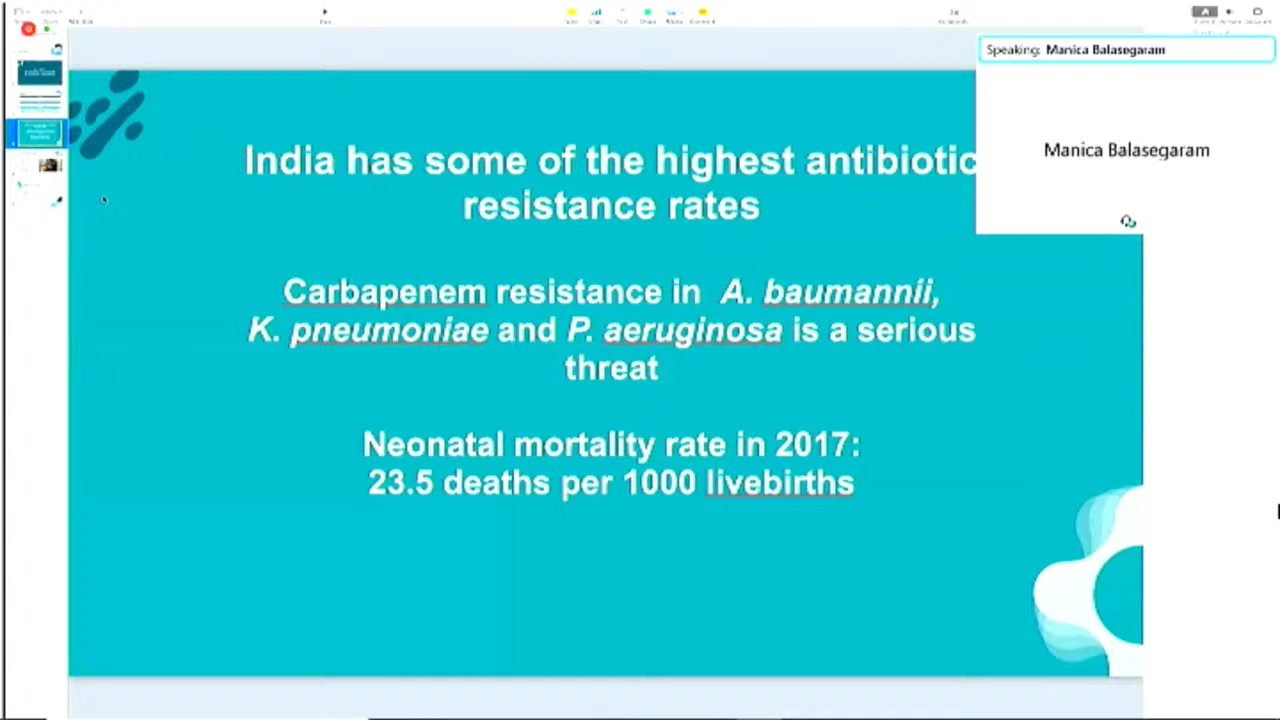 Speaking: Manica Balasegaram
Manica Balasegaram
India has some of the highest antibiotic
resistance rates
Carbapenem resistance in A. baumannii,
K. pneumoniae and P. aeruginosa is a serious
threat
Neonatal mortality rate in 2017:
23.5 deaths per 1000 livebirths